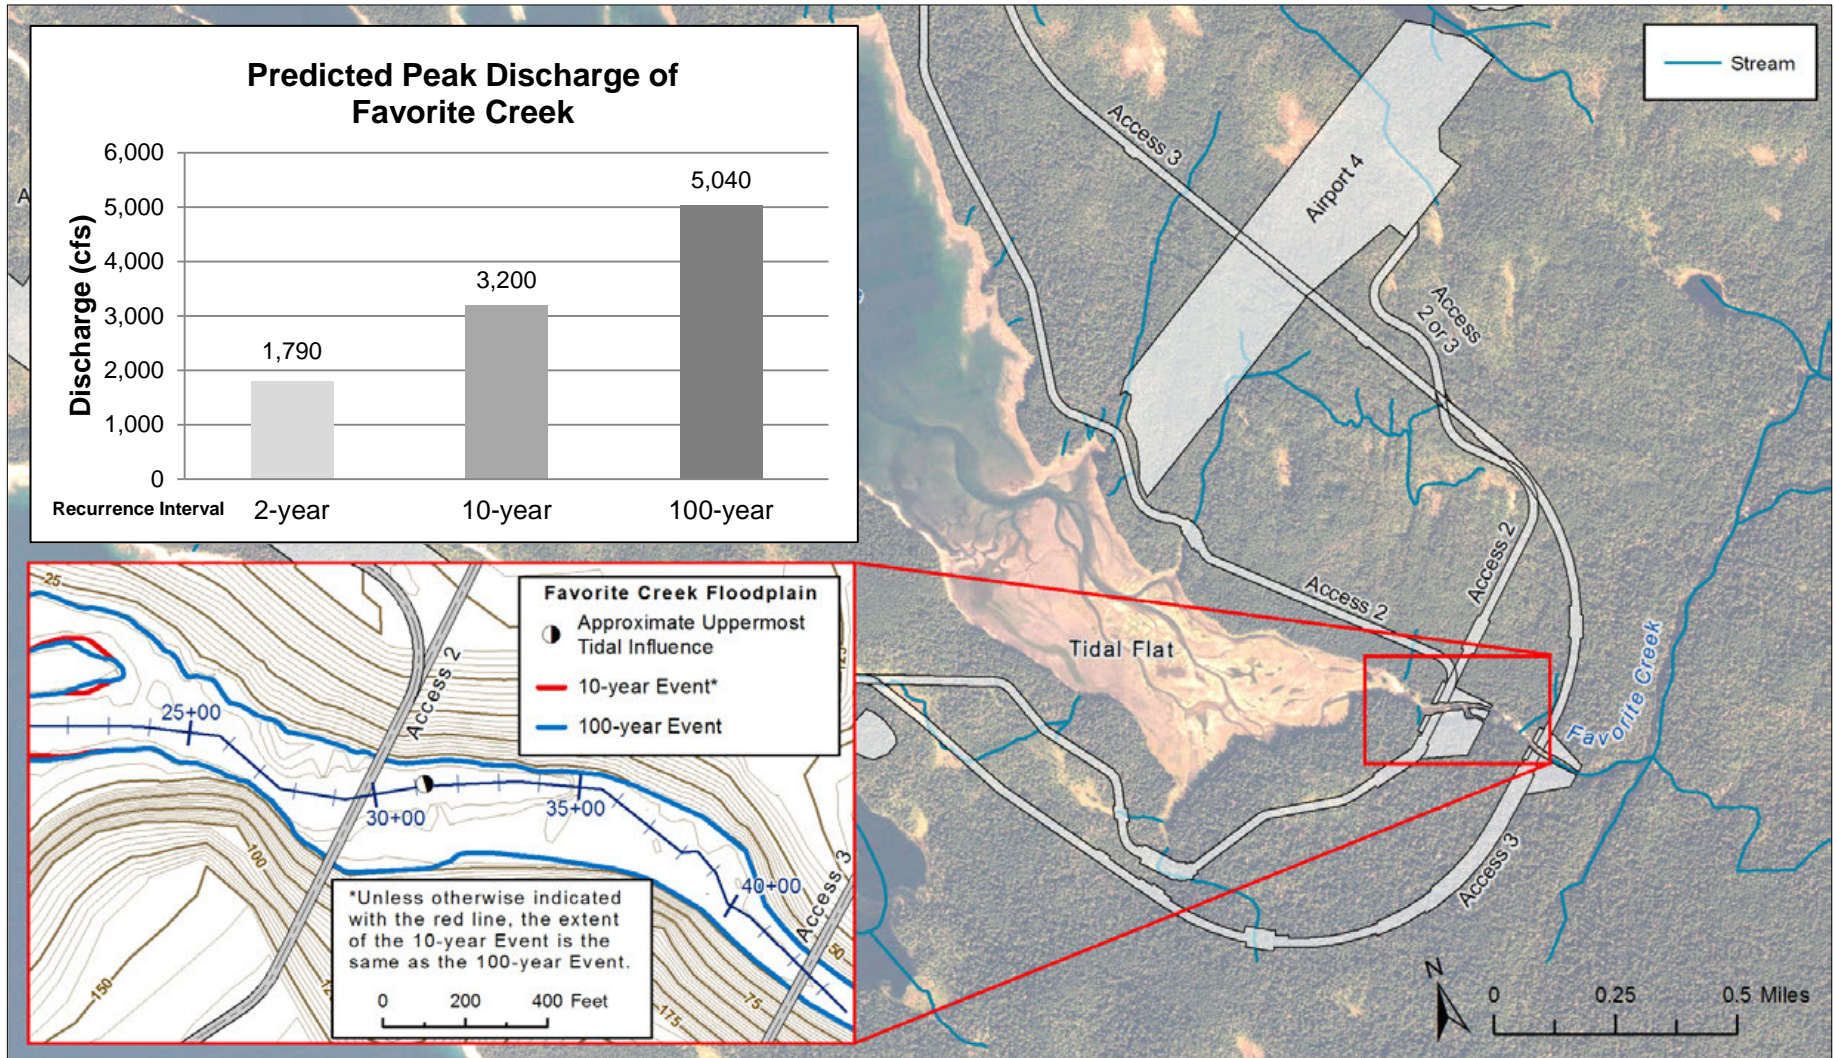 Predicted Peak Discharge of
Favorite Creek
Discharge (cfs)
6,000
5,000
4,000
3,000
2,000
1,000
0
1,790
3,200
5,040
Recurrence Interval
2-year
10-year
100-year
Stream
Access 3
Airport 4
Access
2 or 3
Access 2
Access 2
Tidal Flat
Favorite Creek
Access 3
N
0 0.25 0.5 Miles
Favorite Creek Floodplain
Approximate Uppermost
Tidal Influence
10-year Event*
100-year Event
25
Access 2
25+00
30+00
35+00
40+00
Access 3
100
150
50
75
175
*Unless otherwise indicated
with the red line, the extent
of the 10-year Event is the
same as the 100-year Event.
0 200 400 Feet